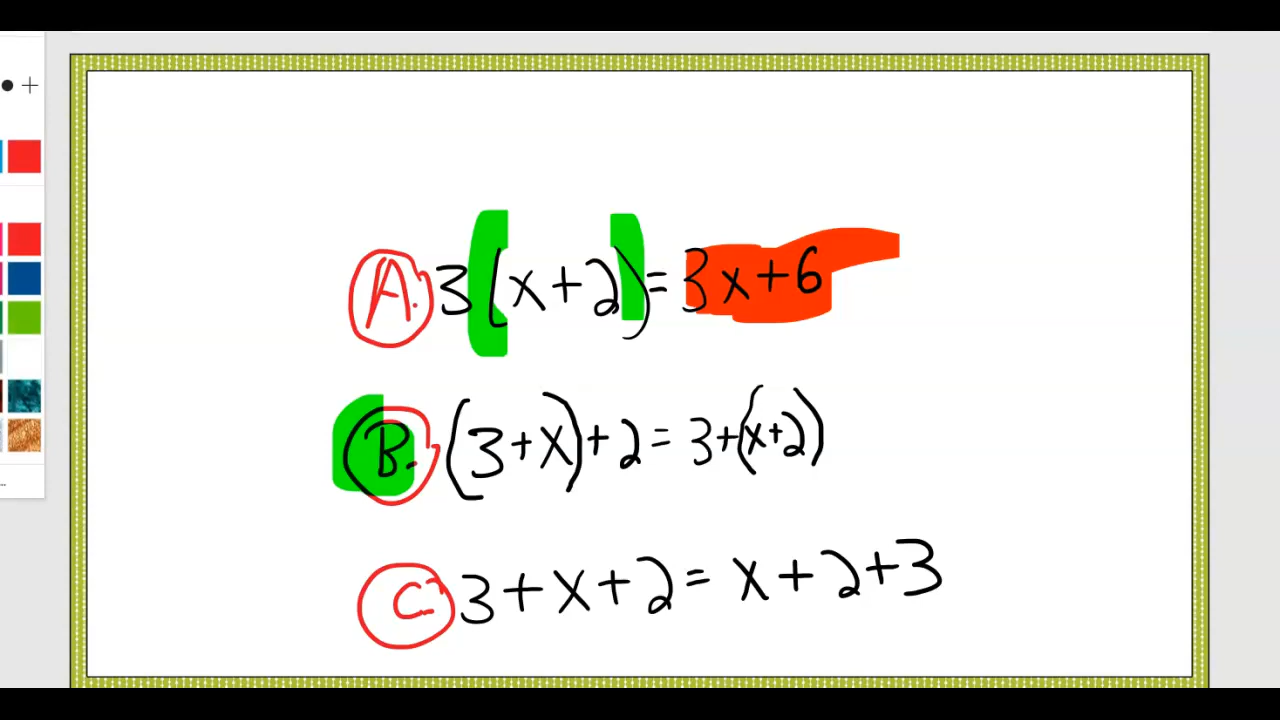 A. 3(x+2)=3x+6
B. (3+x)+2=3+(x+2)
C. 3+x+2=x+2+3